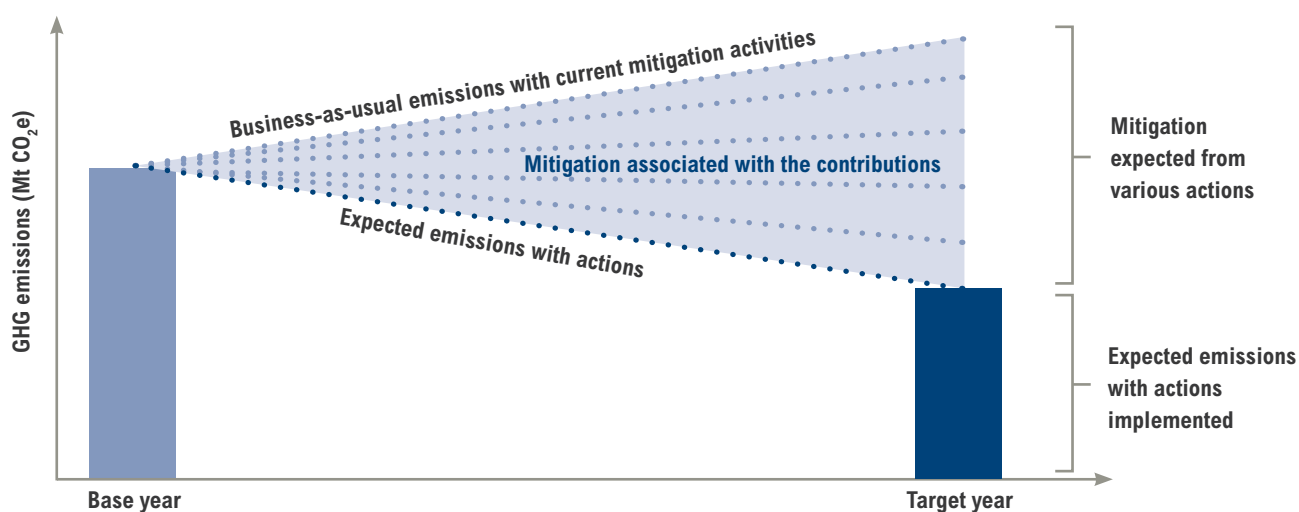 GHG emissions (Mt CO₂e)
Business-as-usual emissions with current mitigation activities
Mitigation associated with the contributions
Expected emissions with actions
Mitigation
expected from
various actions
Expected emissions
with actions
implemented
Base year
Target year